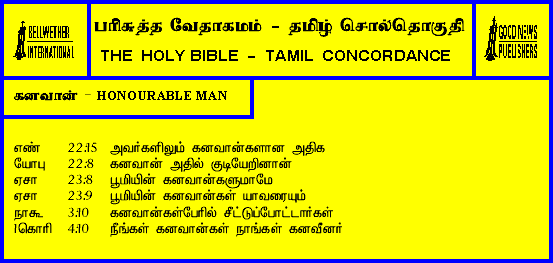 BELLWETHER
INTERNATIONAL
பரிசுத்த வேதாகமம் - தமிழ் சொல்தொகுதி
THE HOLY BIBLE - TAMIL CONCORDANCE
GOOD NEWS
PUBLISHERS
கனவான் - HONOURABLE MAN
எண் 22:15 அவர்களிலும் கனவான்களான அதிக
யோபு 22:8 கனவான் அதில் குடியேறினான்
ஏசா 23:8 பூமியின் கனவான்களுமாமே
ஏசா 23:9 பூமியின் கனவான்கள் யாவரையும்
நாகூ 3:10 கனவான்கள்பேரில் சீட்டுப்போட்டார்கள்
1கொரி 4:10 நீங்கள் கனவான்கள் நாங்கள் கனவீனர்